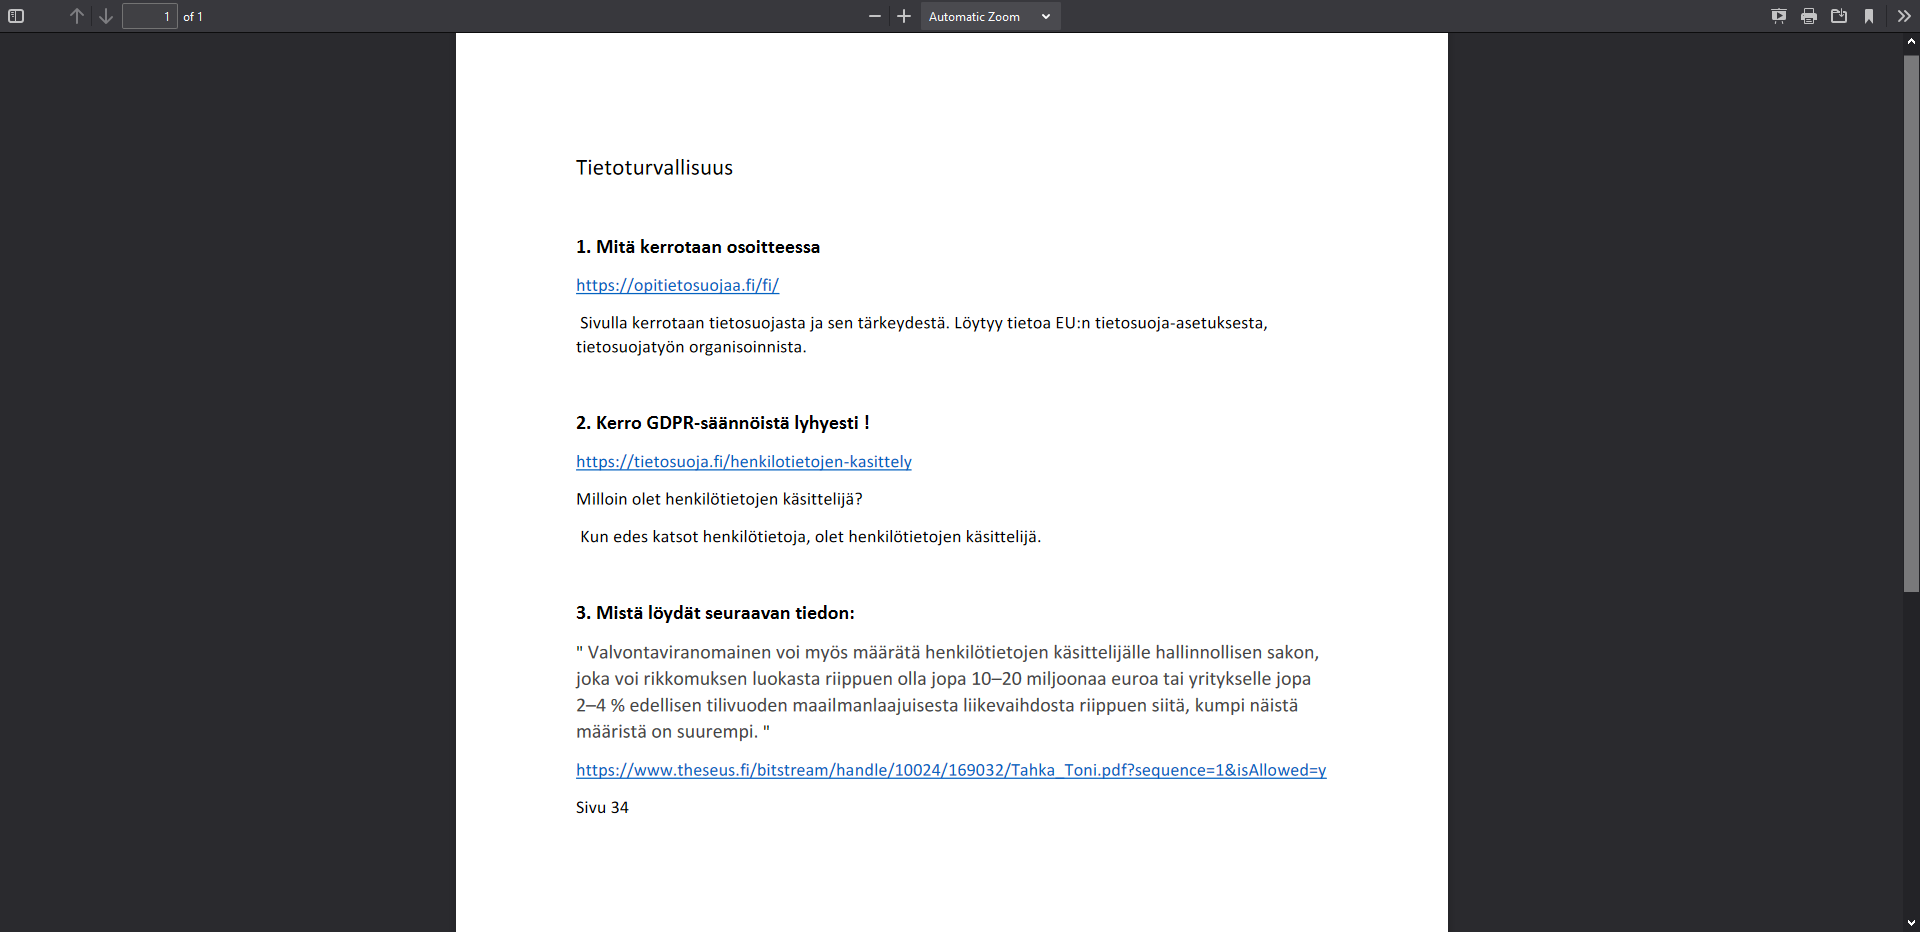 1 of 1 Automatic Zoom
Tietoturvallisuus
1. Mitä kerrotaan osoitteessa
https://opitietosuojaa.fi/fi/
Sivulla kerrotaan tietosuojasta ja sen tärkeydestä. Löytyy tietoa EU:n tietosuoja-asetuksesta,
tietosuojatyön organisoinnista.
2. Kerro GDPR-säännöistä lyhyesti !
https://tietosuoja.fi/henkilotietojen-kasittely
Milloin olet henkilötietojen käsittelijä?
Kun edes katsot henkilötietoja, olet henkilötietojen käsittelijä.
3. Mistä löydät seuraavan tiedon:
" Valvontaviranomainen voi myös määrätä henkilötietojen käsittelijälle hallinnollisen sakon,
joka voi rikkomuksen luokasta riippuen olla jopa 10–20 miljoonaa euroa tai yritykselle jopa
2–4 % edellisen tilivuoden maailmanlaajuisesta liikevaihdosta riippuen siitä, kumpi näistä
määristä on suurempi. "
https://www.theseus.fi/bitstream/handle/10024/169032/Tahka_Toni.pdf?sequence=1&isAllowed=y
Sivu 34